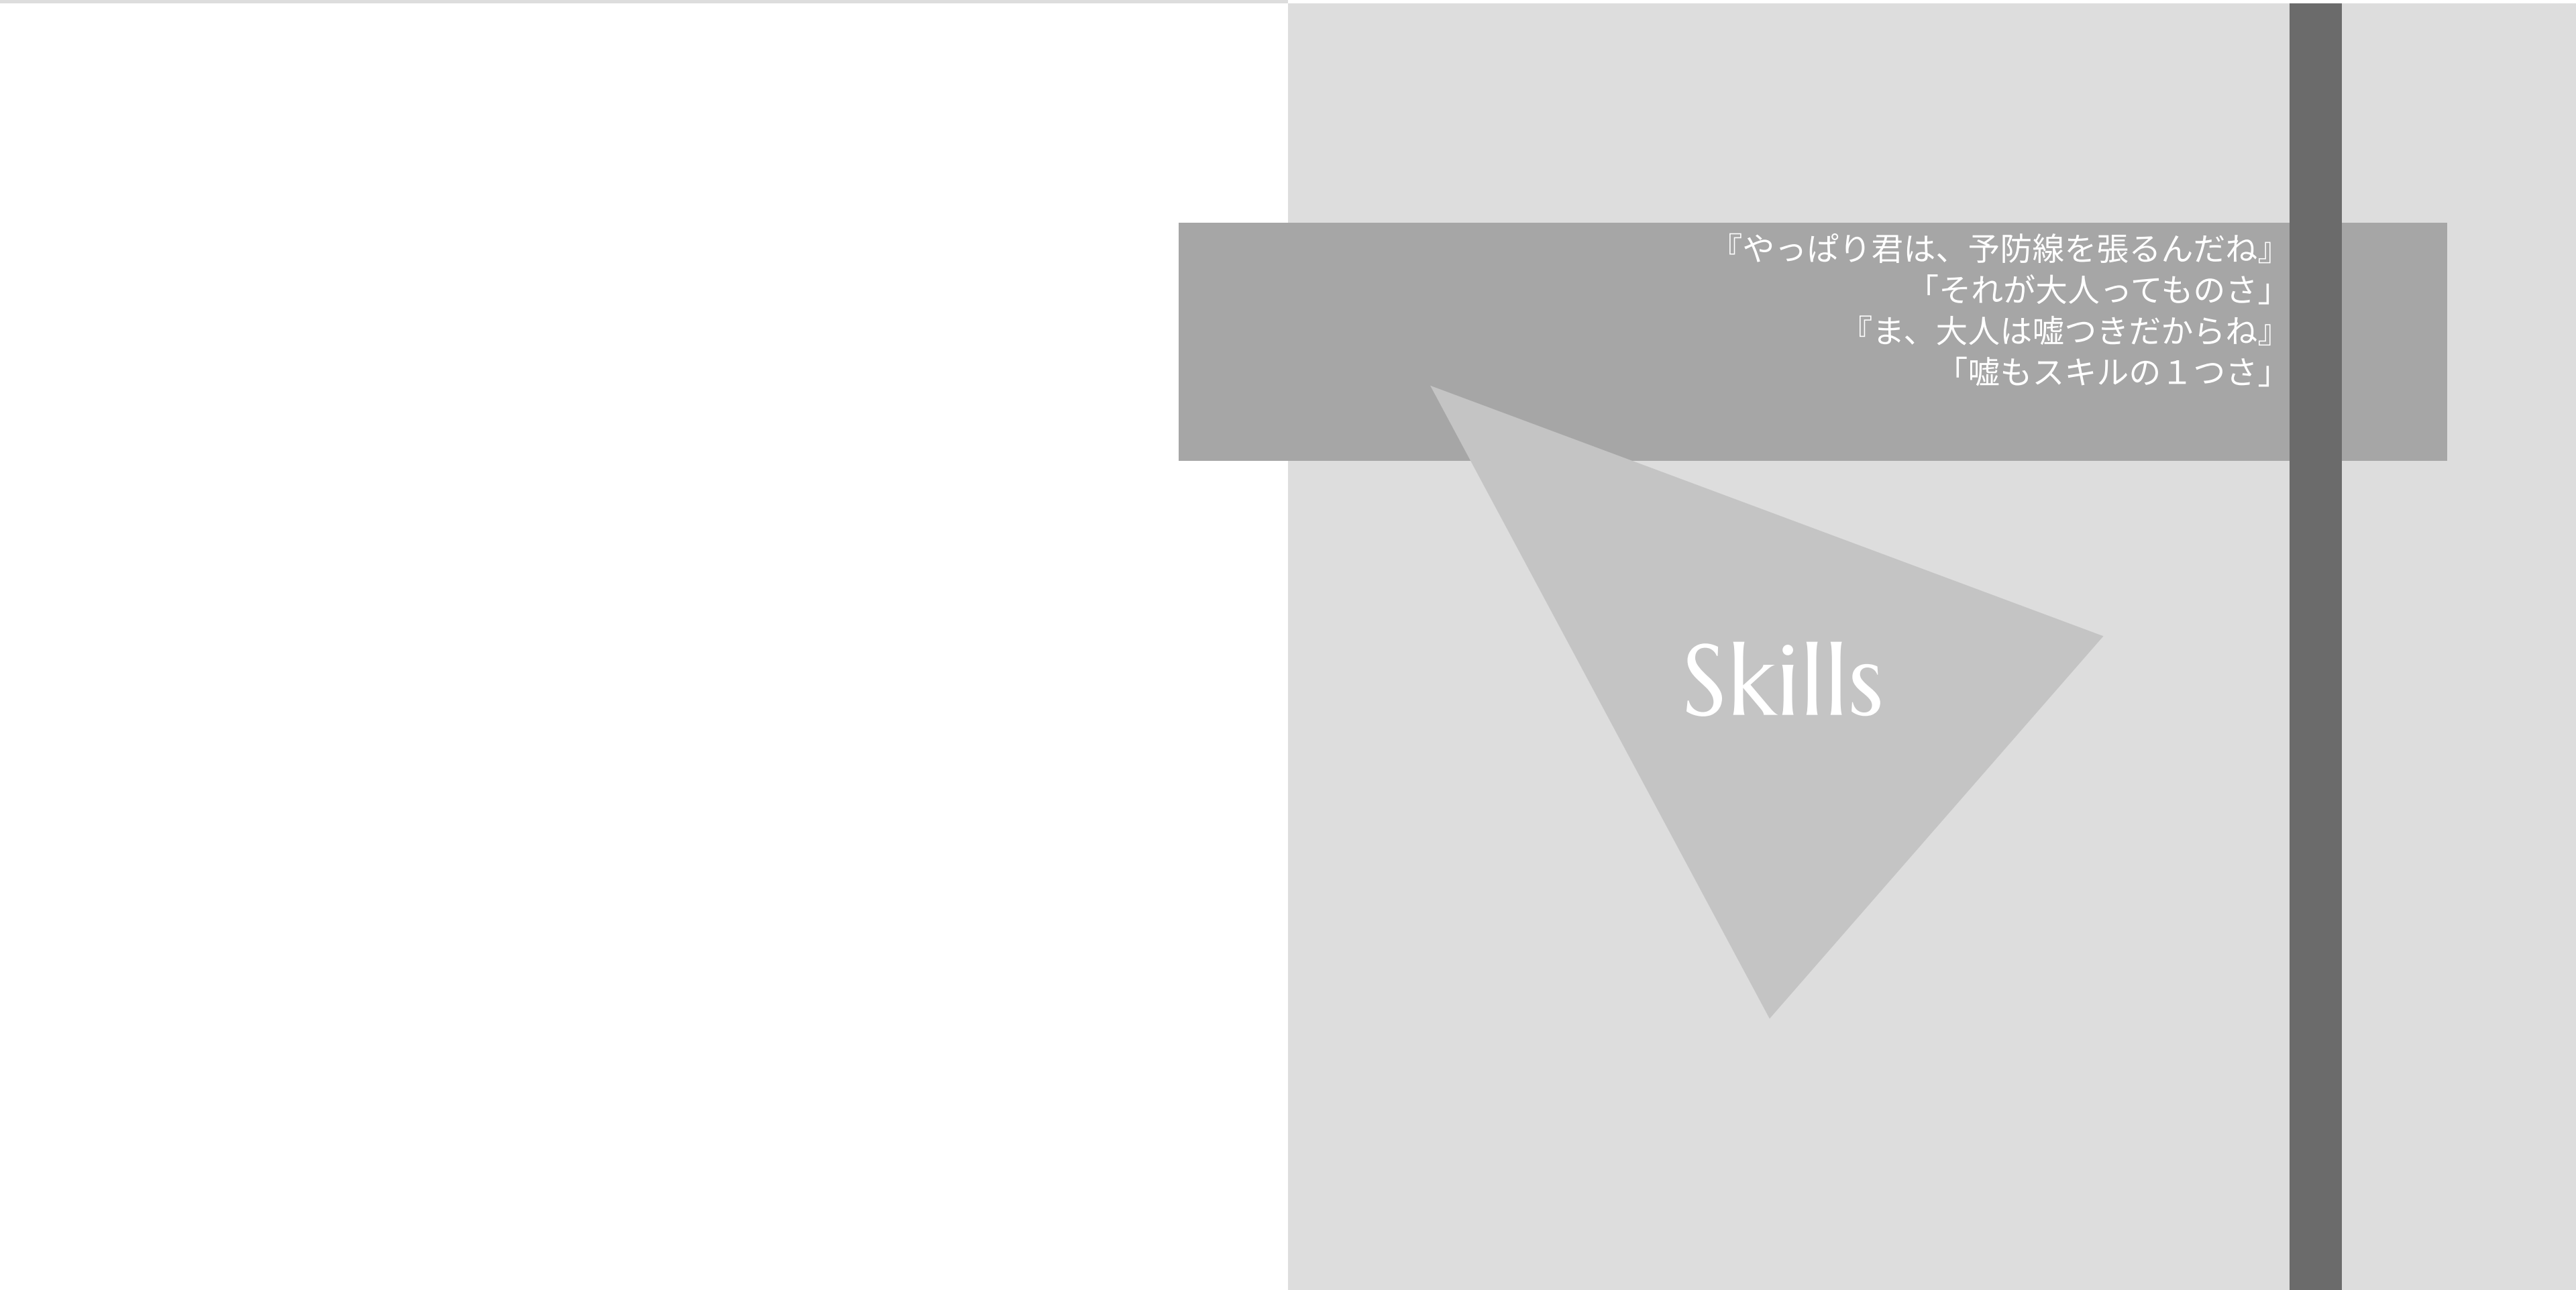 『やっぱり君は、予防線を張るんだね』
「それが大人ってものさ」
『ま、大人は嘘つきだからね』
「嘘もスキルの１つさ」
Skills